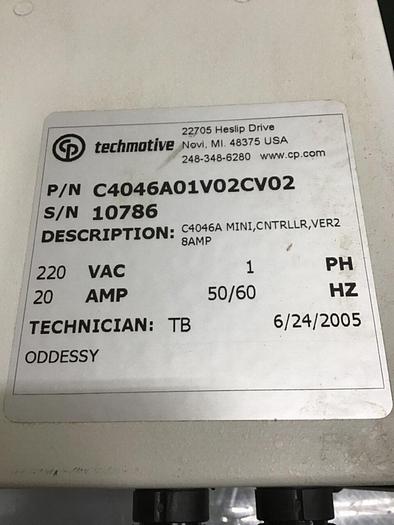 CP techmotive
22705 Heslip Drive
Novi, MI. 48375 USA
248-348-6280 www.cp.com
P/N C4046A01V02CV02
S/N 10786
DESCRIPTION: C4046A MINI,CNTRLLR,VER2
8AMP
220 VAC 1 PH
20 AMP 50/60 HZ
TECHNICIAN: TB 6/24/2005
ODDESSY